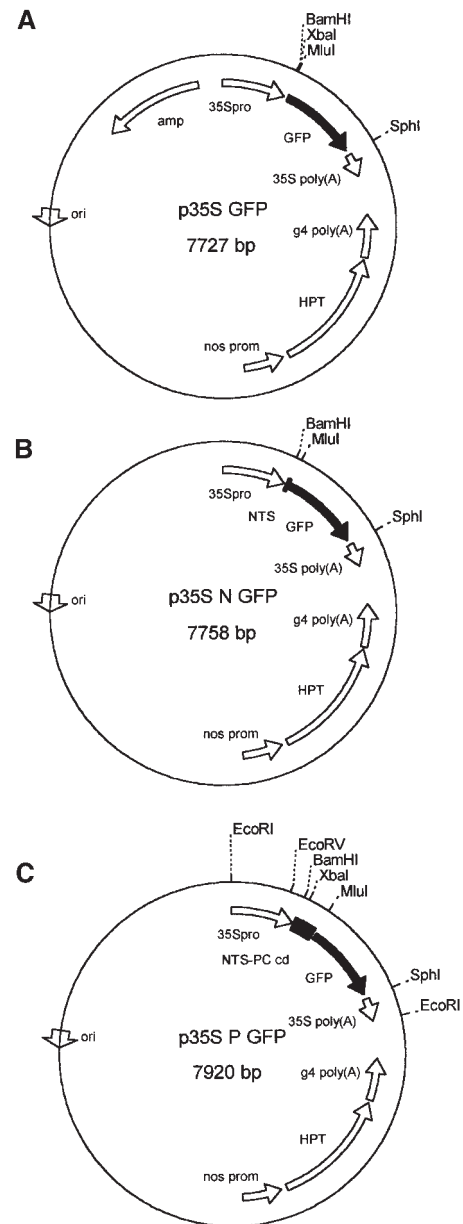 A
BamHI
XbaI
MluI
35Spro
amp
GFP
SphI
35S poly(A)
p35S GFP
ori
g4 poly(A)
7727 bp
HPT
nos prom
B
BamHI
MluI
35Spro
NTS
GFP
SphI
35S poly(A)
p35S N GFP
ori
g4 poly(A)
7758 bp
HPT
nos prom
C
EcoRI
EcoRV
BamHI
XbaI
MluI
35Spro
NTS-PC cd
GFP
SphI
EcoRI
35S poly(A)
p35S P GFP
ori
7920 bp
g4 poly(A)
HPT
nos prom